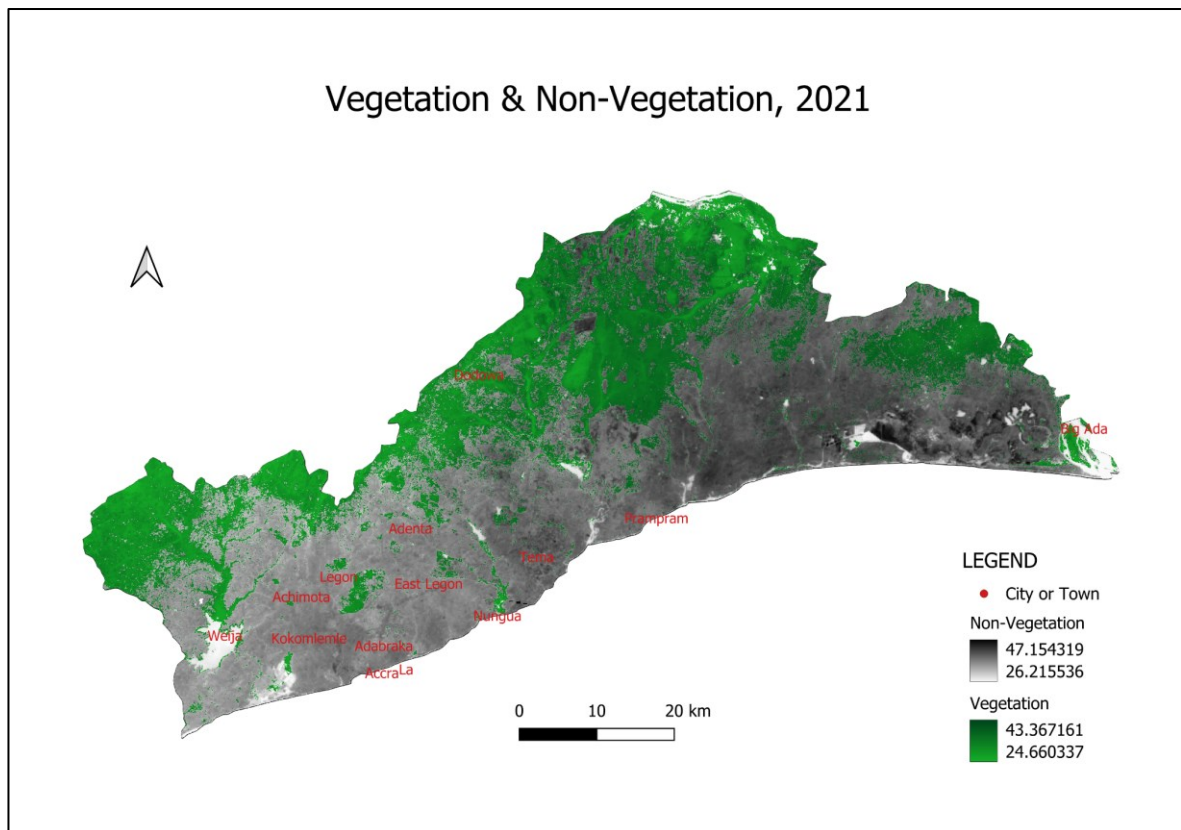 Vegetation & Non-Vegetation, 2021
Dodowa
Big Ada
Prampram
Adenta
Tema
Legon
East Legon
Achimota
Nungua
Weija
Kokomlemle
Adabraka
Accra
La
LEGEND
City or Town
Non-Vegetation
47.154319
26.215536
Vegetation
43.367161
24.660337
0 10 20 km